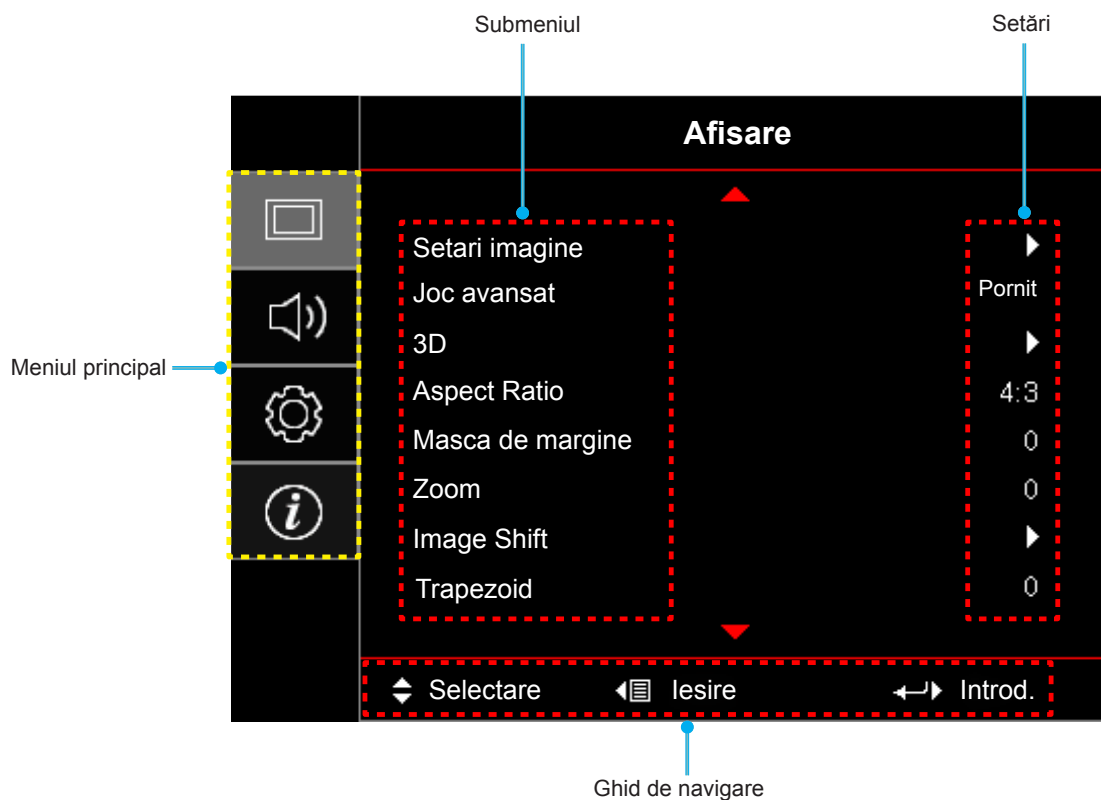 Submeniul
Setări
Afisare
Setari imagine
Joc avansat
Pornit
3D
Aspect Ratio
4:3
Masca de margine
0
Zoom
0
Image Shift
Trapezoid
0
Meniul principal
Selectare
Iesire
Introd.
Ghid de navigare